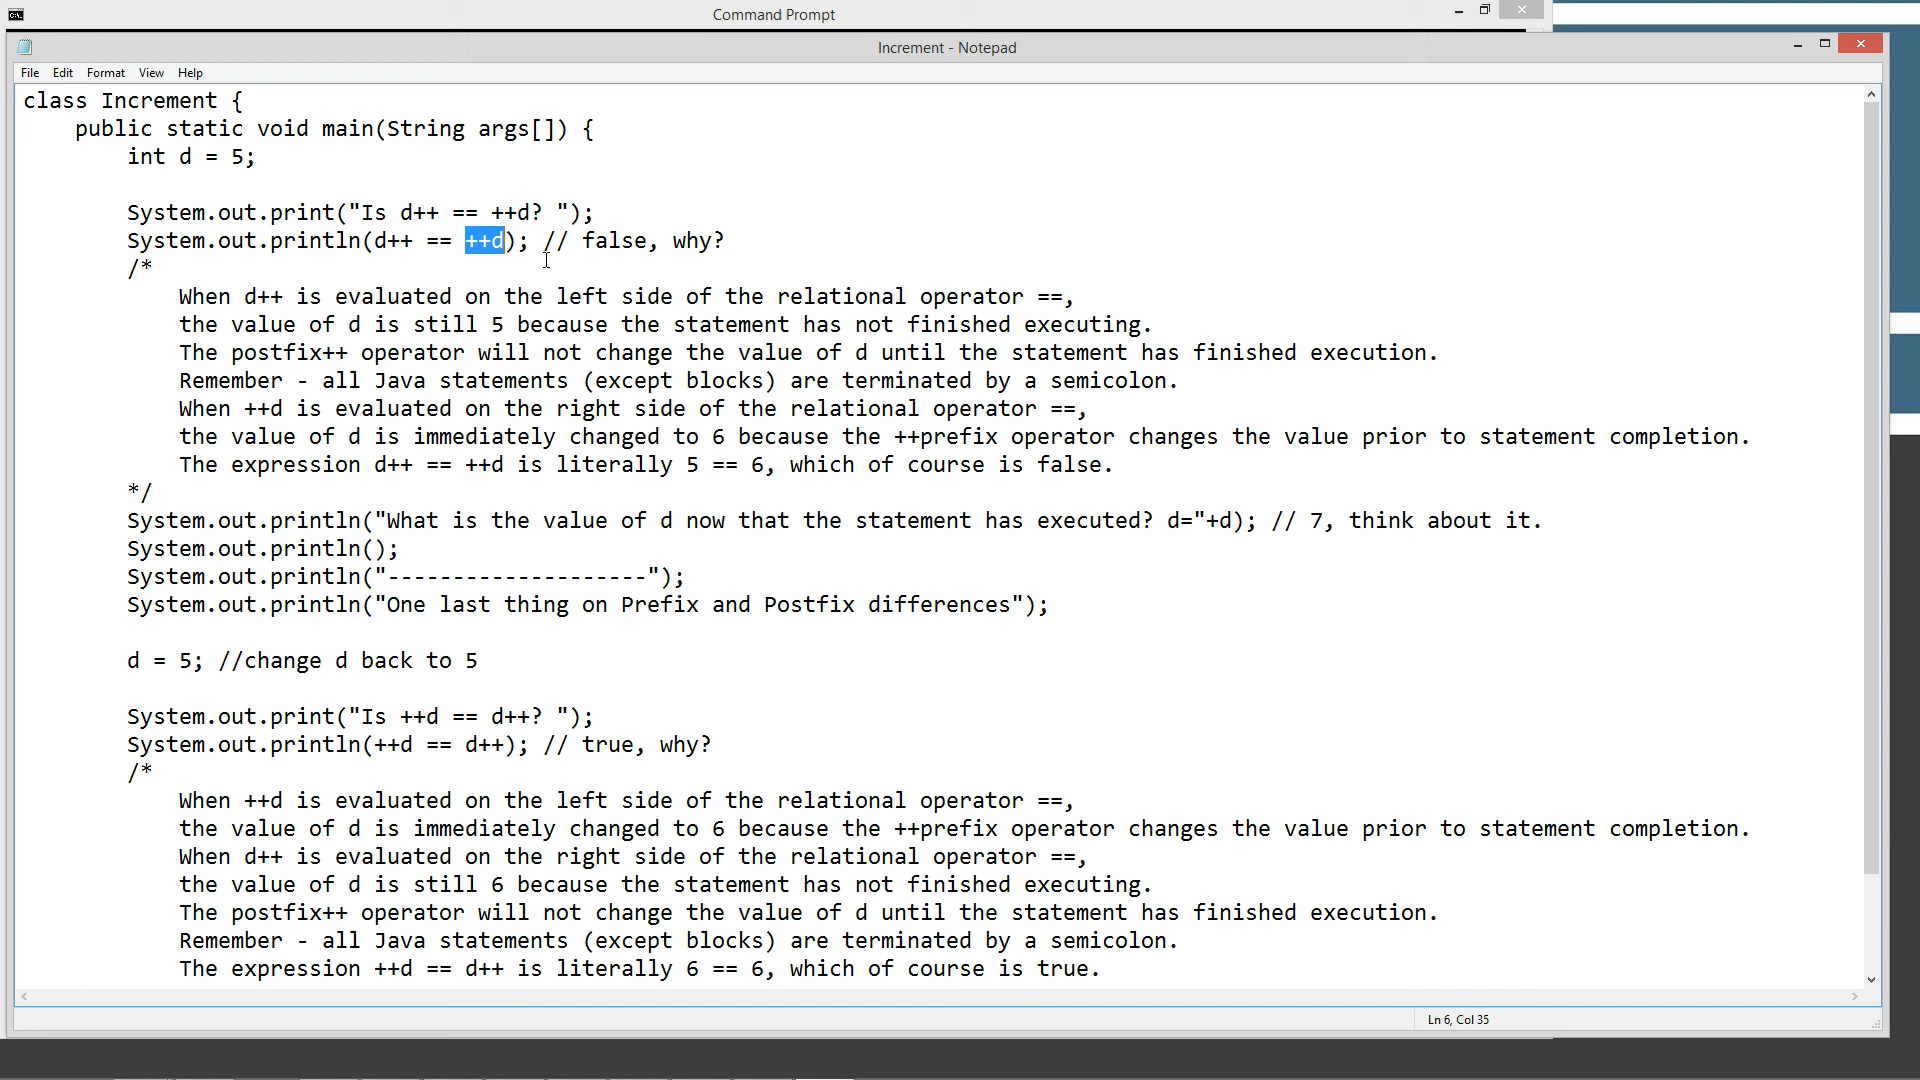 Command Prompt
Increment - Notepad
File Edit Format View Help
class Increment {
    public static void main(String args[]) {
        int d = 5;

        System.out.print("Is d++ == ++d? ");
        System.out.println(d++ == ++d); // false, why?
        /*
            When d++ is evaluated on the left side of the relational operator ==,
            the value of d is still 5 because the statement has not finished executing.
            The postfix++ operator will not change the value of d until the statement has finished execution.
            Remember - all Java statements (except blocks) are terminated by a semicolon.
            When ++d is evaluated on the right side of the relational operator ==,
            the value of d is immediately changed to 6 because the ++prefix operator changes the value prior to statement completion.
            The expression d++ == ++d is literally 5 == 6, which of course is false.
        */
        System.out.println("What is the value of d now that the statement has executed? d="+d); // 7, think about it.
        System.out.println();
        System.out.println("--------------------");
        System.out.println("One last thing on Prefix and Postfix differences");

        d = 5; //change d back to 5

        System.out.print("Is ++d == d++? ");
        System.out.println(++d == d++); // true, why?
        /*
            When ++d is evaluated on the left side of the relational operator ==,
            the value of d is immediately changed to 6 because the ++prefix operator changes the value prior to statement completion.
            When d++ is evaluated on the right side of the relational operator ==,
            the value of d is still 6 because the statement has not finished executing.
            The postfix++ operator will not change the value of d until the statement has finished execution.
            Remember - all Java statements (except blocks) are terminated by a semicolon.
            The expression ++d == d++ is literally 6 == 6, which of course is true.
Ln 6, Col 35